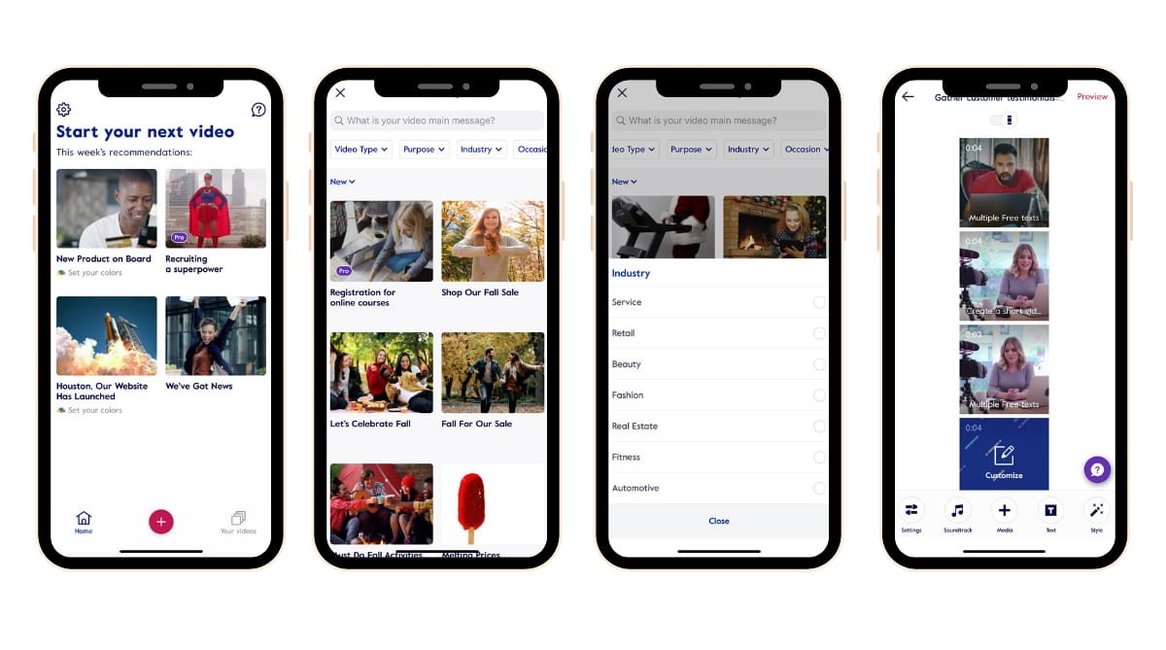 Start your next video
This week's recommendations:
Pro
New Product on Board
Set your colors
Recruiting
a superpower
Houston, Our Website
Has Launched
Set your colors
We've Got News
Home
Your videos
What is your video main message?
Video Type
Purpose
Industry
Occasio
New
Pro
Registration for
online courses
Shop Our Fall Sale
Let's Celebrate Fall
Fall For Our Sale
Must Do Fall Activities
Melting Prices
What is your video main message?
deo Type
Purpose
Industry
Occasion
New
Industry
Service
Retail
Beauty
Fashion
Real Estate
Fitness
Automotive
Close
Gather customer testimonials
Preview
0:04
Multiple Free texts
0:04
Create a short vid...
Multiple Free texts
0:04
Customize
Settings
Soundtrack
Media
Text
Style